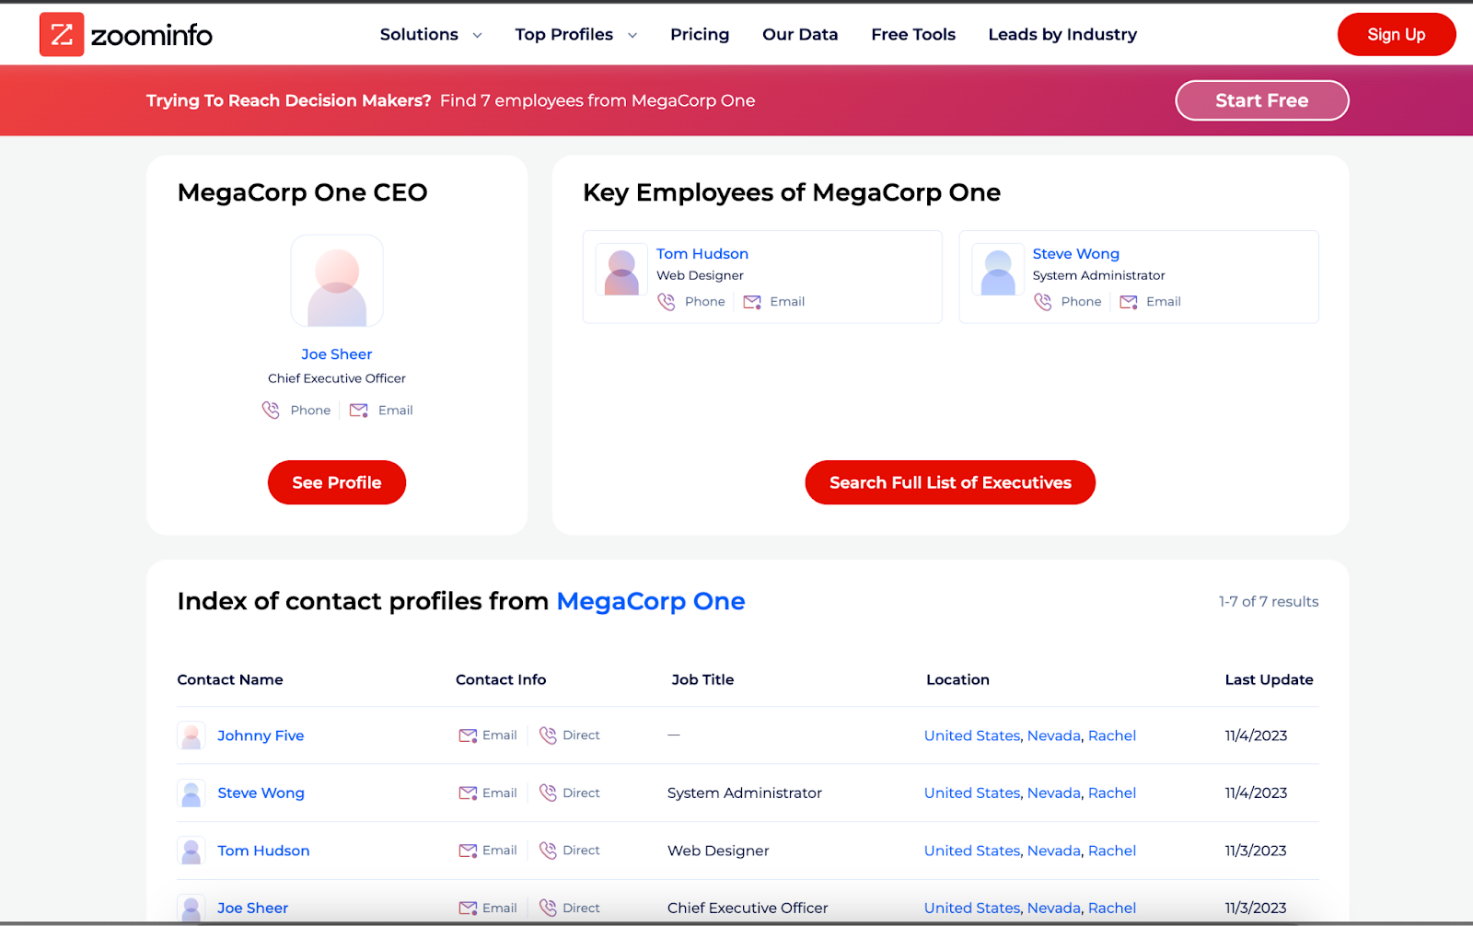 zoominfo
Solutions Top Profiles Pricing Our Data Free Tools Leads by Industry Sign Up
Trying To Reach Decision Makers? Find 7 employees from MegaCorp One Start Free
MegaCorp One CEO
Joe Sheer
Chief Executive Officer
Phone Email
See Profile
Key Employees of MegaCorp One
Tom Hudson
Web Designer
Phone Email
Steve Wong
System Administrator
Phone Email
Search Full List of Executives
Index of contact profiles from MegaCorp One 1-7 of 7 results
Contact Name Contact Info Job Title Location Last Update
Johnny Five Email Direct — United States, Nevada, Rachel 11/4/2023
Steve Wong Email Direct System Administrator United States, Nevada, Rachel 11/4/2023
Tom Hudson Email Direct Web Designer United States, Nevada, Rachel 11/3/2023
Joe Sheer Email Direct Chief Executive Officer United States, Nevada, Rachel 11/3/2023